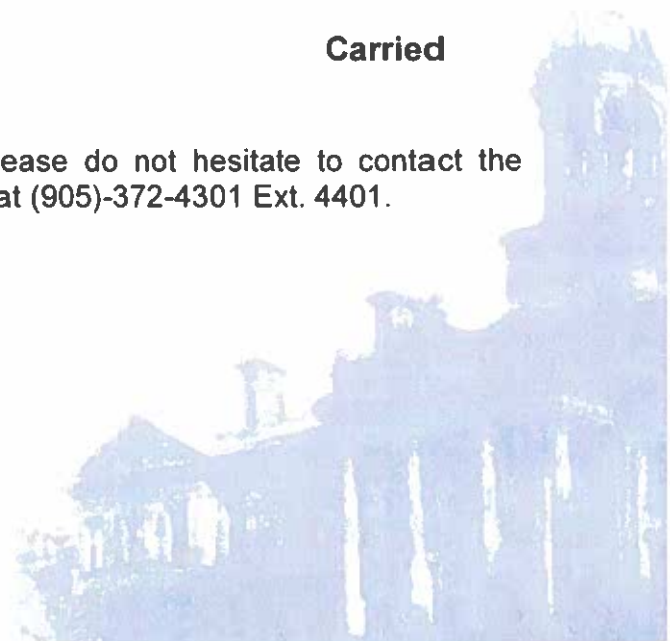 Carried
ease do not hesitate to contact the
at (905)-372-4301 Ext. 4401.